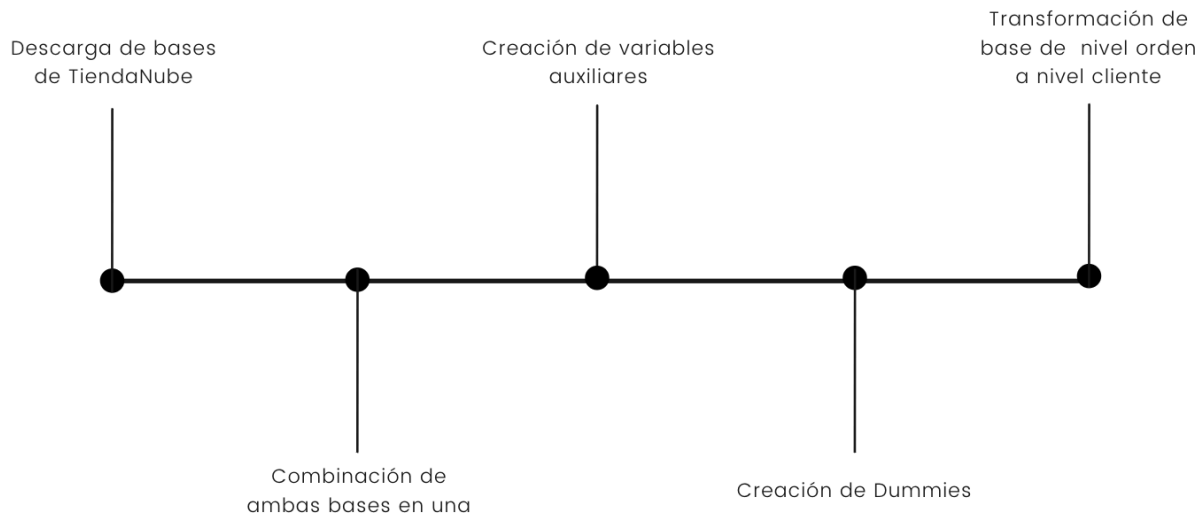 Descarga de bases
de TiendaNube
Combinación de
ambas bases en una
Creación de variables
auxiliares
Creación de Dummies
Transformación de
base de nivel orden
a nivel cliente